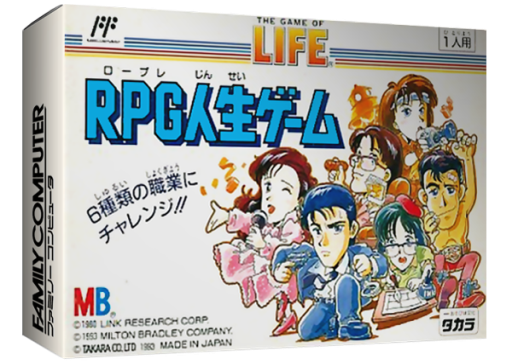 FAMILY COMPUTER
ファミリー コンピュータ
THE GAME OF
LIFE
1人用
ロープレ じん せい
RPG人生ゲーム
しゅるい しょくぎょう
6種類の職業に
チャレンジ!!
MB
©1960 LINK RESEARCH CORP.
©1993 MILTON BRADLEY COMPANY.
©TAKARA CO., LTD 1993 MADE IN JAPAN
タカラ